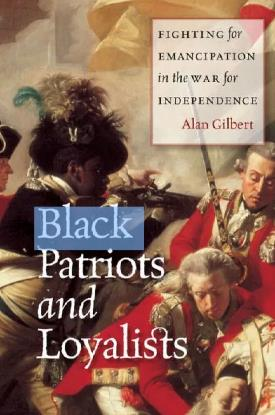 FIGHTING for
EMANCIPATION
in the WAR for
INDEPENDENCE
Alan Gilbert
Black
Patriots
and
Loyalists